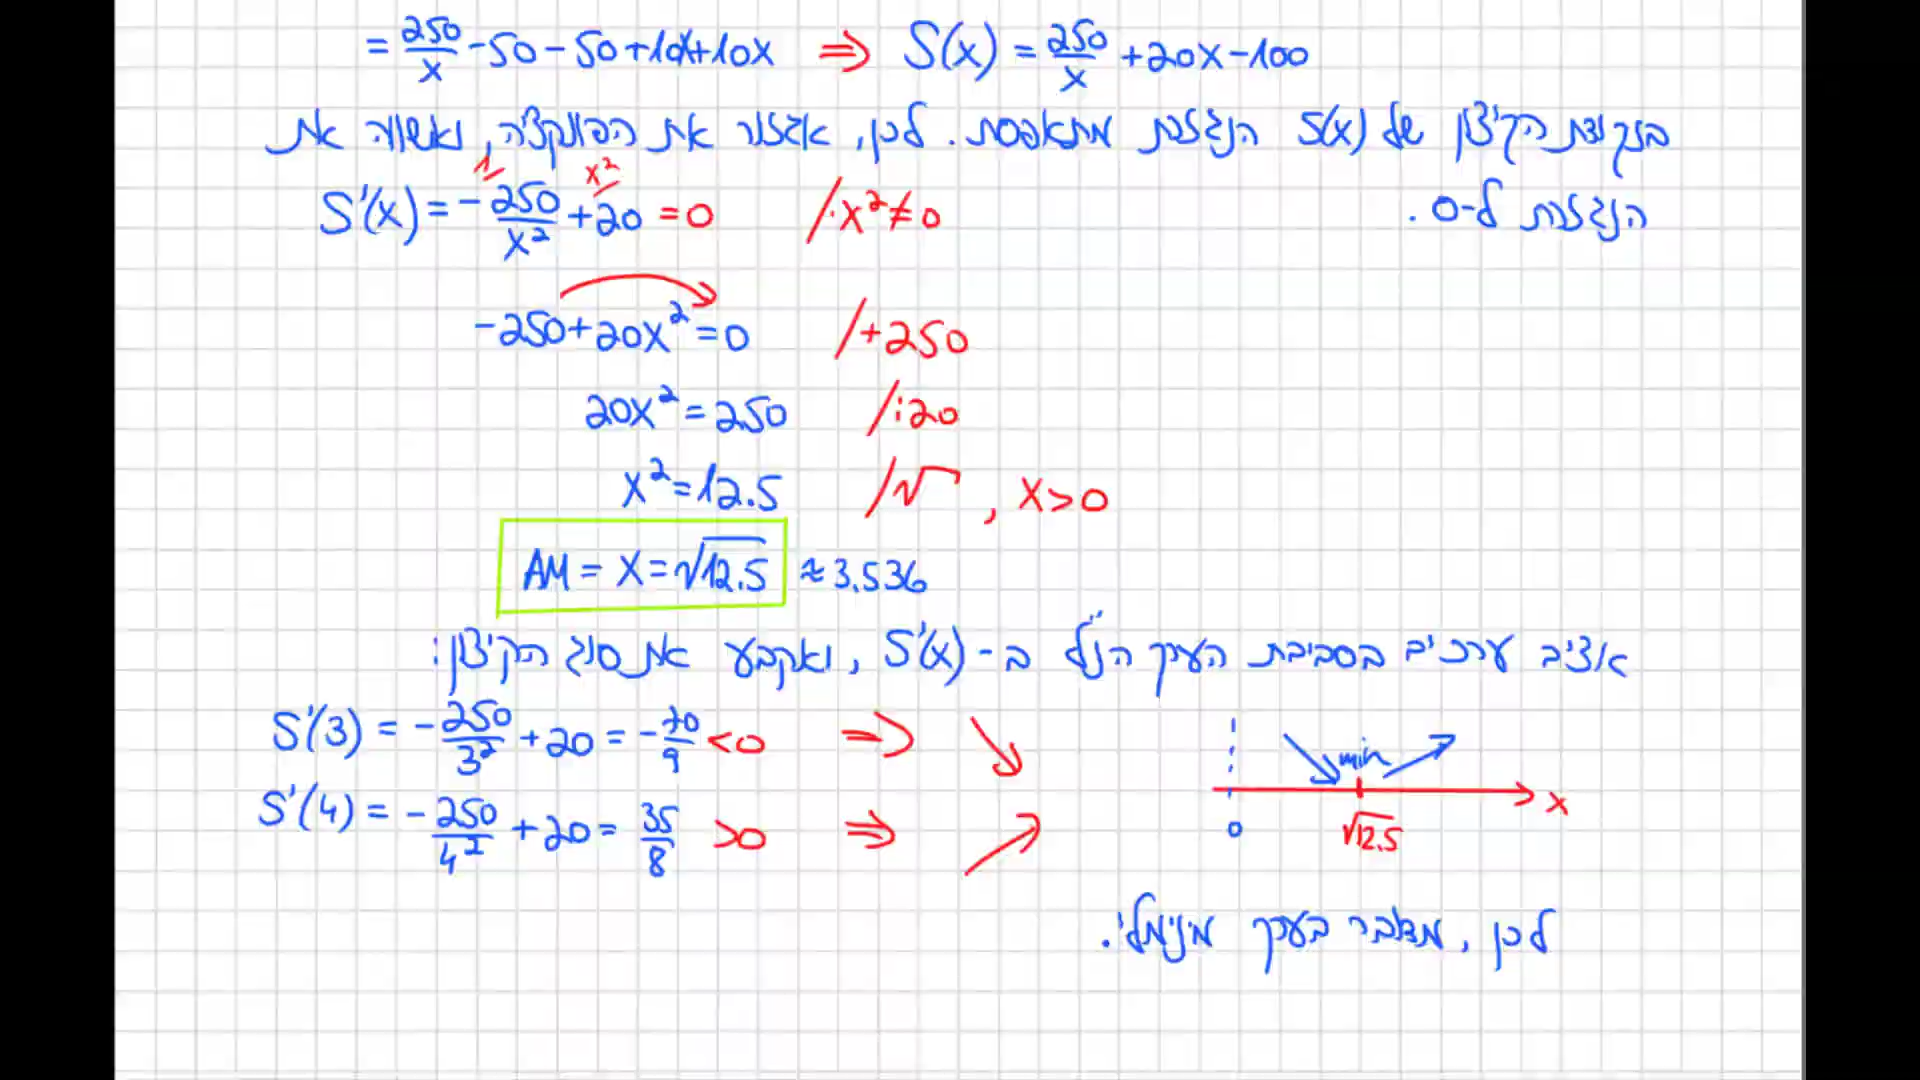 = 250/x - 50 - 50 + 10x + 10x ⇒ S(x) = 250/x + 20x - 100
בנקודת הקיצון של S(x) הנגזרת מתאפסת. לכן, אגזור את הפונקציה, ואשווה את
הנגזרת ל-0.
S'(x) = - 250/x² + 20 = 0 /·x² ≠ 0
1 x²
-250 + 20x² = 0 /+250
20x² = 250 /:20
x² = 12.5 /√ , x>0
AM = x = √12.5 ≈ 3.536
אציב ערכים בסביבת הערך הנ"ל ב-S'(x), ואקבע את סוג הקיצון:
S'(3) = - 250/3² + 20 = - 70/9 < 0 ⇒ ↘
S'(4) = - 250/4² + 20 = 35/8 > 0 ⇒ ↗
min
x
0 √12.5
לכן, מדובר בערך מינימלי.